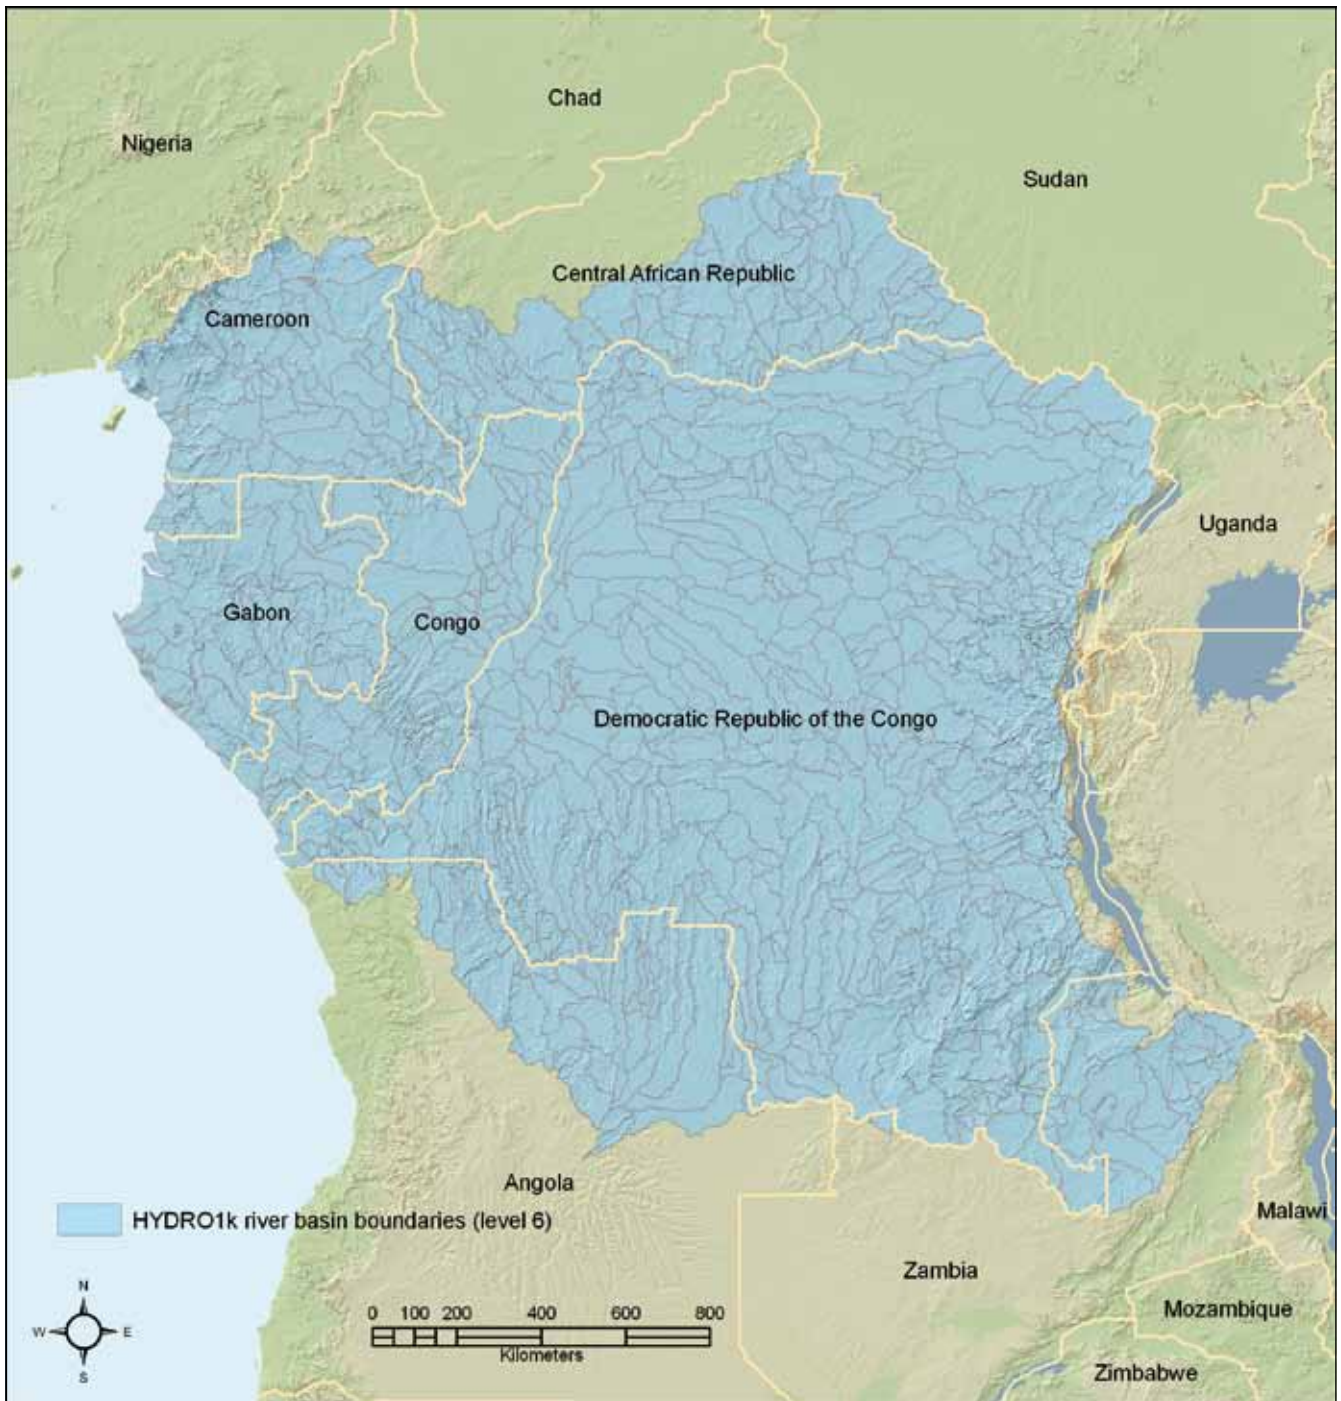 Chad
Nigeria
Sudan
Central African Republic
Cameroon
Uganda
Gabon
Congo
Democratic Republic of the Congo
Angola
Malawi
HYDRO1k river basin boundaries (level 6)
Zambia
N
W E
S
0 100 200 400 600 800
Kilometers
Mozambique
Zimbabwe